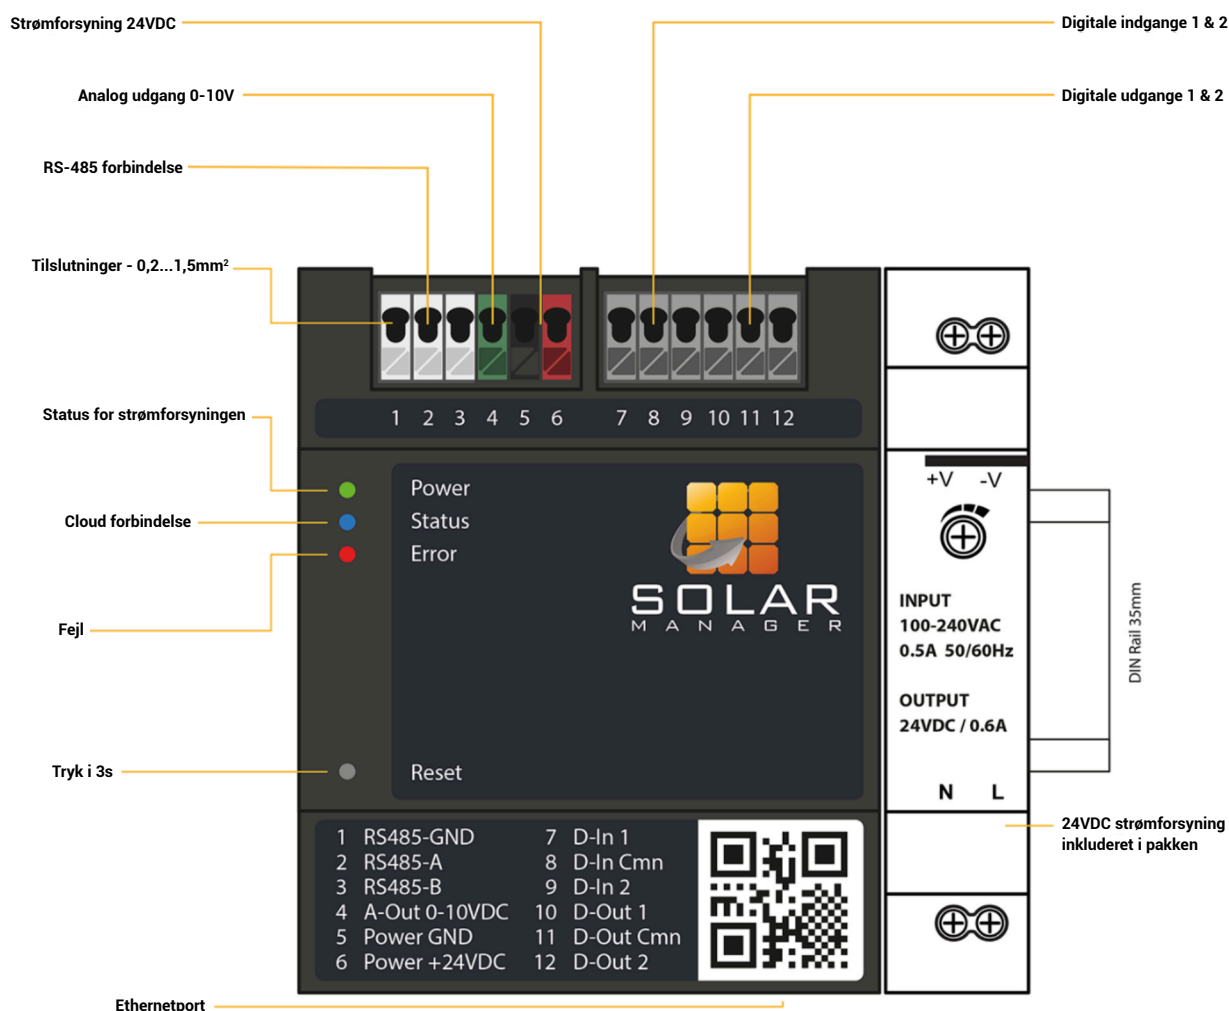 Strømforsyning 24VDC
Digitale indgange 1 & 2
Analog udgang 0-10V
Digitale udgange 1 & 2
RS-485 forbindelse
Tilslutninger - 0,2...1,5mm²
1 2 3 4 5 6 7 8 9 10 11 12
Status for strømforsyningen
Cloud forbindelse
Fejl
Tryk i 3s
Power
Status
Error
SOLAR
MANAGER
Reset
+V -V
INPUT
100-240VAC
0.5A 50/60Hz
OUTPUT
24VDC / 0.6A
N L
DIN Rail 35mm
24VDC strømforsyning
inkluderet i pakken
1 RS485-GND
2 RS485-A
3 RS485-B
4 A-Out 0-10VDC
5 Power GND
6 Power +24VDC
7 D-In 1
8 D-In Cmn
9 D-In 2
10 D-Out 1
11 D-Out Cmn
12 D-Out 2
Ethernetport